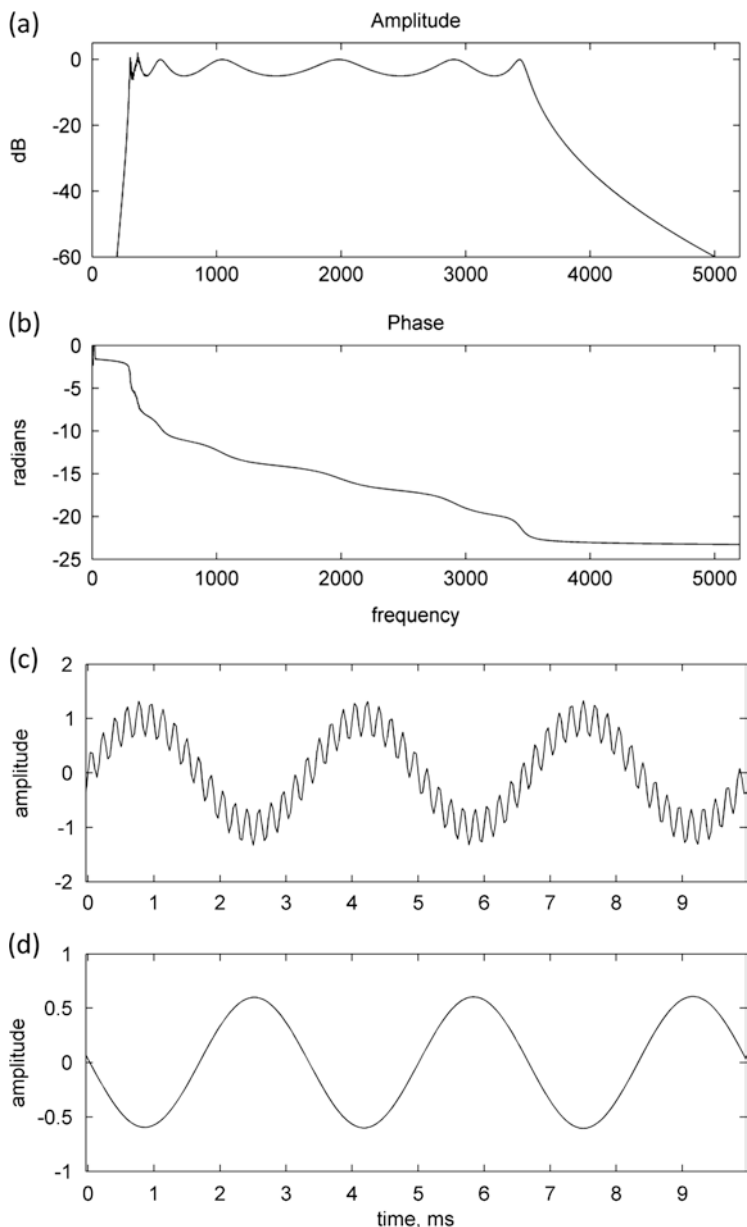 (a)
Amplitude
0
-20
-40
-60
dB
0 1000 2000 3000 4000 5000
(b)
Phase
0
-5
-10
-15
-20
-25
radians
0 1000 2000 3000 4000 5000
frequency
(c)
2
1
0
-1
-2
amplitude
0 1 2 3 4 5 6 7 8 9
(d)
1
0.5
0
-0.5
-1
amplitude
0 1 2 3 4 5 6 7 8 9
time, ms